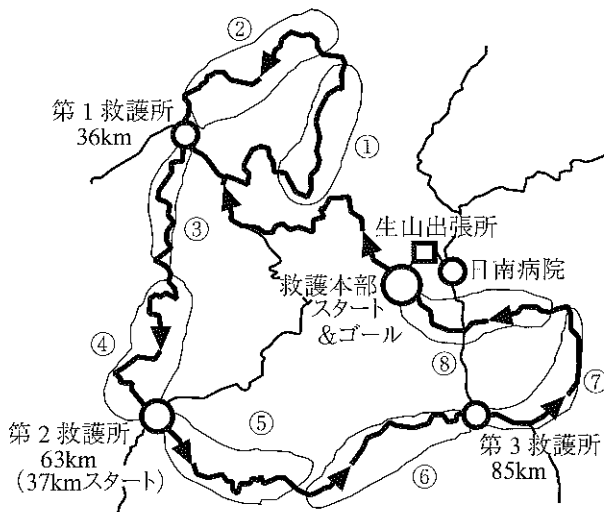 ②
第1救護所
36km
①
③
生山出張所
日南病院
救護本部
スタート
&ゴール
④
⑧
⑦
⑤
第2救護所
63km
(37kmスタート)
⑥
第3救護所
85km